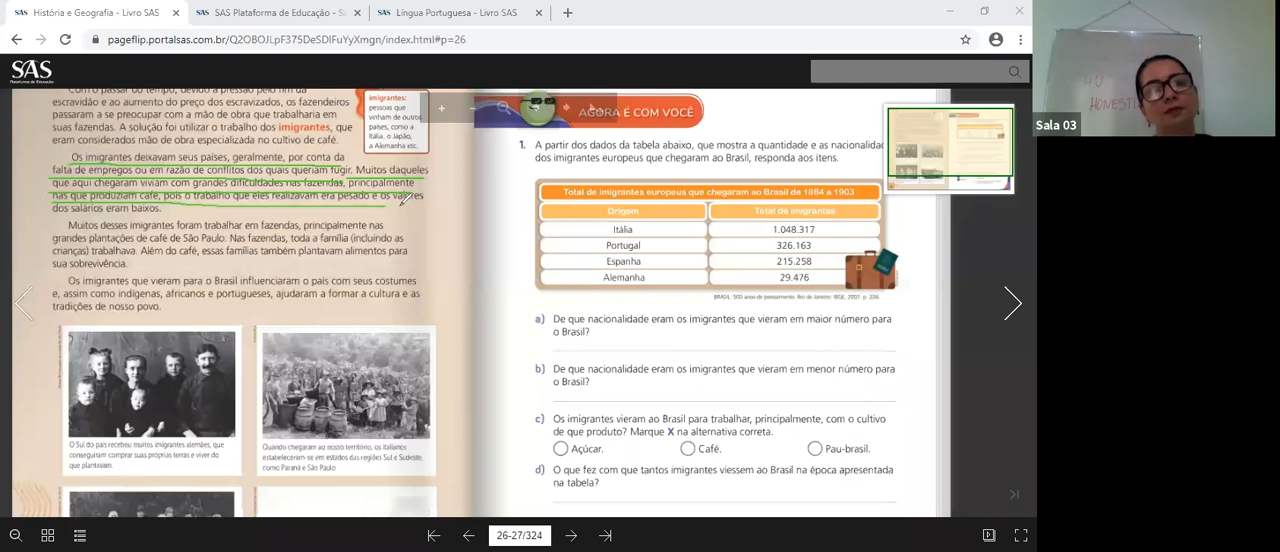 História e Geografia - Livro SAS
SAS Plataforma de Educação - S
Língua Portuguesa - Livro SAS
pageflip.portalsas.com.br/Q2OBOJLpF375DeSDIFuYyXmgn/index.html#p=26
SAS
Plataforma de Educação
Com o passar do tempo, devido à pressão pelo fim da
escravidão e ao aumento do preço dos escravizados, os fazendeiros
passaram a se preocupar com a mão de obra que trabalharia em
suas fazendas. A solução foi utilizar o trabalho dos imigrantes, que
eram considerados mão de obra especializada no cultivo de café.
Os imigrantes deixavam seus países, geralmente, por conta da
falta de empregos ou em razão de conflitos dos quais queriam fugir. Muitos daqueles
que aqui chegaram viviam com grandes dificuldades nas fazendas, principalmente
nas que produziam café, pois o trabalho que eles realizavam era pesado e os valores
dos salários eram baixos.
Muitos desses imigrantes foram trabalhar em fazendas, principalmente nas
grandes plantações de café de São Paulo. Nas fazendas, toda a família (incluindo as
crianças) trabalhava. Além do café, essas famílias também plantavam alimentos para
sua sobrevivência.
Os imigrantes que vieram para o Brasil influenciaram o país com seus costumes
e, assim como indígenas, africanos e portugueses, ajudaram a formar a cultura e as
tradições de nosso povo.
imigrantes:
pessoas que
vinham de outros
países, como a
Itália, o Japão,
a Alemanha etc.
O Sul do país recebeu muitos imigrantes alemães, que
conseguiram comprar suas próprias terras e viver do
que plantavam.
Quando chegaram ao nosso território, os italianos
estabeleceram-se em estados das regiões Sul e Sudeste,
como Paraná e São Paulo
AGORA É COM VOCÊ
1. A partir dos dados da tabela abaixo, que mostra a quantidade e as nacionalidad
dos imigrantes europeus que chegaram ao Brasil, responda aos itens.
Total de imigrantes europeus que chegaram ao Brasil de 1884 a 1903
Origem Total de imigrantes
Itália 1.048.317
Portugal 326.163
Espanha 215.258
Alemanha 29.476
BRASIL: 500 anos de povoamento. Rio de Janeiro: IBGE, 2007. p. 226.
a) De que nacionalidade eram os imigrantes que vieram em maior número para
o Brasil?
b) De que nacionalidade eram os imigrantes que vieram em menor número para
o Brasil?
c) Os imigrantes vieram ao Brasil para trabalhar, principalmente, com o cultivo
de que produto? Marque X na alternativa correta.
Açúcar. Café. Pau-brasil.
d) O que fez com que tantos imigrantes viessem ao Brasil na época apresentada
na tabela?
26-27/324
Sala 03